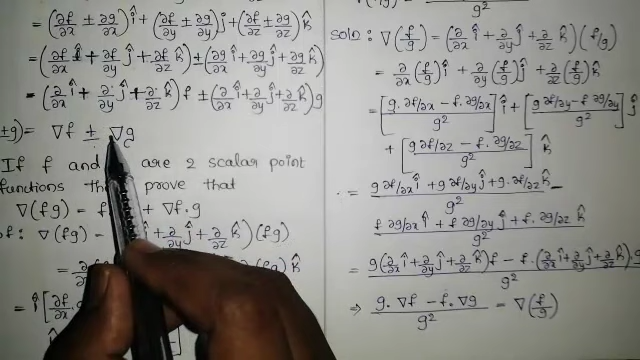 = (∂f/∂x ± ∂g/∂x) î + (∂f/∂y ± ∂g/∂y) ĵ + (∂f/∂z ± ∂g/∂z) k̂
= (∂f/∂x î + ∂f/∂y ĵ + ∂f/∂z k̂) ± (∂g/∂x î + ∂g/∂y ĵ + ∂g/∂z k̂)
= (∂/∂x î + ∂/∂y ĵ + ∂/∂z k̂) f ± (∂/∂x î + ∂/∂y ĵ + ∂/∂z k̂) g
±g) = ∇f ± ∇g
If f and are 2 scalar point
functions prove that
∇(fg) = f + ∇f.g
∇(fg) = î + ∂/∂y ĵ + ∂/∂z k̂)(fg)
= ∂ k̂
= î [∂f/∂x
g²
Soln : ∇(f/g) = (∂/∂x î + ∂/∂y ĵ + ∂/∂z k̂)(f/g)
= ∂/∂x (f/g) î + ∂/∂y (f/g) ĵ + ∂/∂z (f/g) k̂
= [g. ∂f/∂x - f. ∂g/∂x / g²] î + [g ∂f/∂y - f ∂g/∂y / g²] ĵ
+ [g ∂f/∂z - f. ∂g/∂z / g²] k̂
= g ∂f/∂x î + g ∂f/∂y ĵ + g. ∂f/∂z k̂ / g² -
f ∂g/∂x î + f ∂g/∂y ĵ + f. ∂g/∂z k̂ / g²
= g(∂/∂x î + ∂/∂y ĵ + ∂/∂z k̂) f - f. (∂/∂x î + ∂/∂y ĵ + ∂/∂z k̂) g / g²
⇒ g. ∇f - f. ∇g / g² = ∇(f/g)